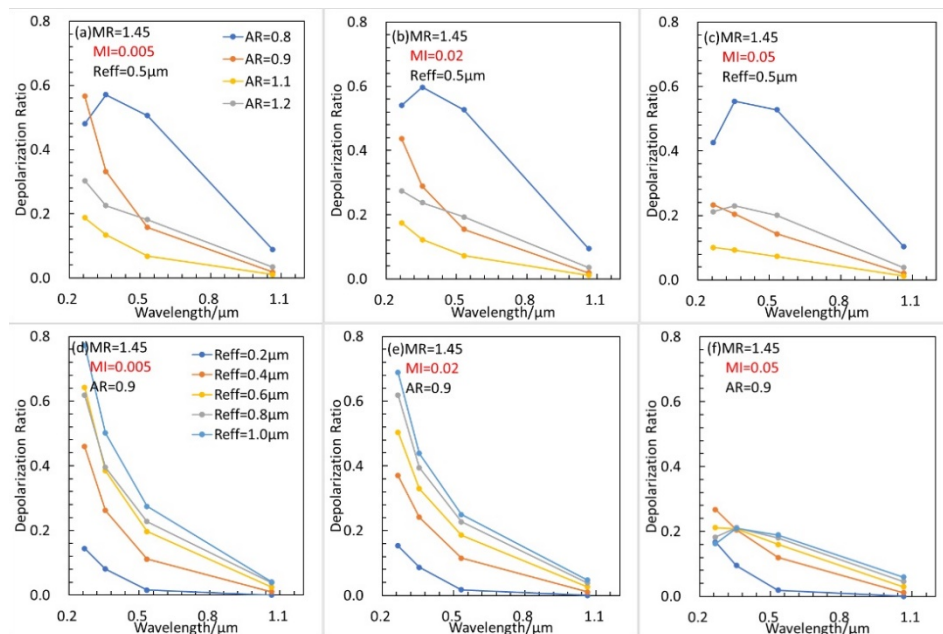 0.8
0.6
0.4
0.2
0.0
Depolarization Ratio
(a)MR=1.45
MI=0.005
Reff=0.5μm
AR=0.8
AR=0.9
AR=1.1
AR=1.2
0.2 0.5 0.8 1.1
Wavelength/μm
0.8
0.6
0.4
0.2
0.0
Depolarization Ratio
(b)
MR=1.45
MI=0.02
Reff=0.5μm
0.2 0.5 0.8 1.1
Wavelength/μm
0.8
0.6
0.4
0.2
0.0
Depolarization Ratio
(c)
MR=1.45
MI=0.05
Reff=0.5μm
0.2 0.5 0.8 1.1
Wavelength/μm
0.8
0.6
0.4
0.2
0.0
Depolarization Ratio
(d)MR=1.45
MI=0.005
AR=0.9
Reff=0.2μm
Reff=0.4μm
Reff=0.6μm
Reff=0.8μm
Reff=1.0μm
0.2 0.5 0.8 1.1
Wavelength/μm
0.8
0.6
0.4
0.2
0.0
Depolarization Ratio
(e)MR=1.45
MI=0.02
AR=0.9
0.2 0.5 0.8 1.1
Wavelength/μm
0.8
0.6
0.4
0.2
0.0
Depolarization Ratio
(f)
MR=1.45
MI=0.05
AR=0.9
0.2 0.5 0.8 1.1
Wavelength/μm